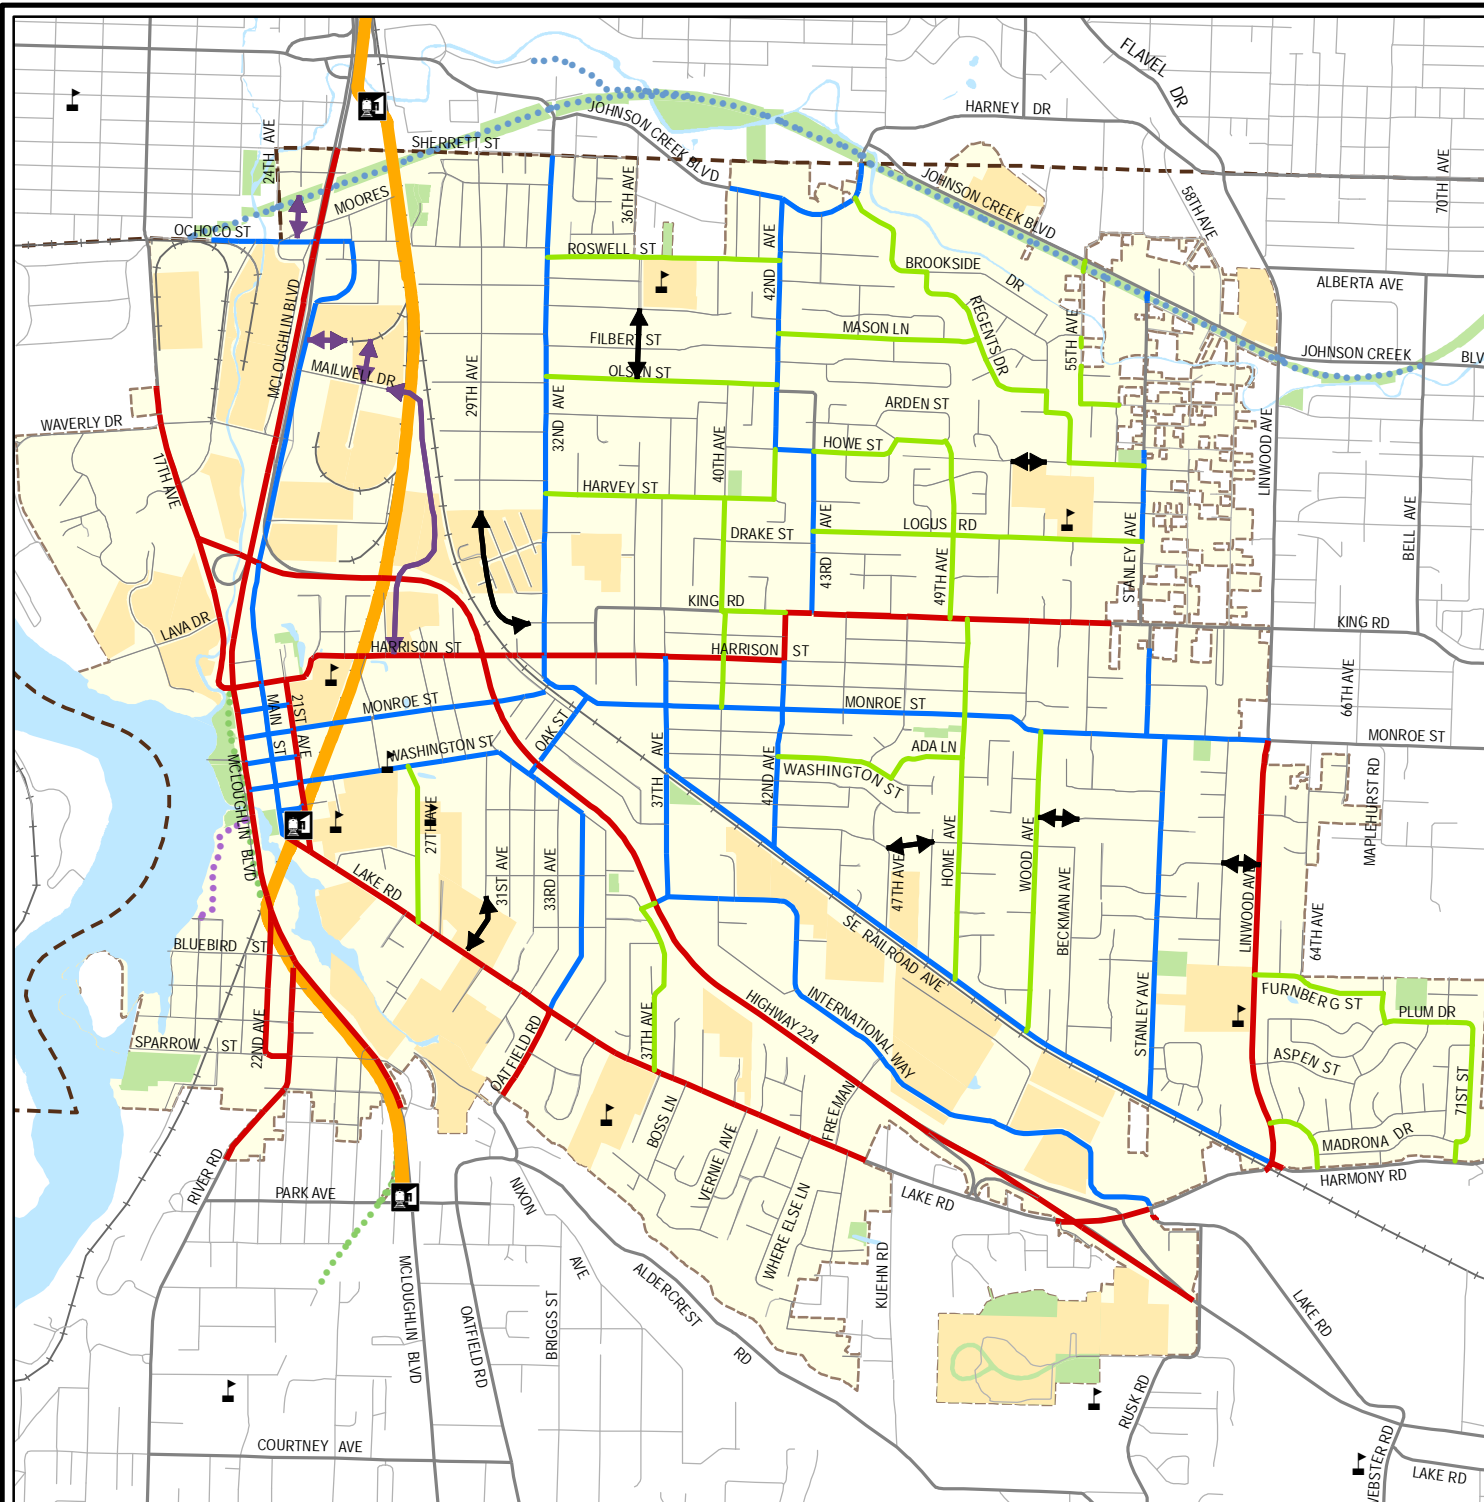 FLAVEL DR
HARNEY DR
JOHNSON CREEK BLVD
SHERRETT ST
24TH AVE
70TH AVE
MOORES
36TH AVE
JOHNSON CREEK BLVD
58TH AVE
OCHOCO ST
ROSWELL ST
42ND AVE
BROOKSIDE DR
ALBERTA AVE
MCLOUGHLIN BLVD
REGENTS DR
55TH AVE
MASON LN
FILBERT ST
JOHNSON CREEK BLV
MAILWELL DR
OLSEN ST
29TH AVE
32ND AVE
ARDEN ST
WAVERLY DR
HOWE ST
40TH AVE
LINWOOD AVE
17TH AVE
HARVEY ST
43RD AVE
LOGUS RD
DRAKE ST
STANLEY AVE
BELL AVE
49TH AVE
KING RD
KING RD
LAVA DR
HARRISON ST
HARRISON ST
66TH AVE
MONROE ST
MONROE ST
MAIN ST
21ST AVE
OAK ST
MONROE ST
WASHINGTON ST
37TH AVE
42ND AVE
ADA LN
WASHINGTON ST
MCLOUGHLIN BLVD
MAPLEHURST RD
27TH AVE
HOME AVE
WOOD AVE
31ST AVE
33RD AVE
47TH AVE
LAKE RD
BECKMAN AVE
LINWOOD AVE
64TH AVE
BLUEBIRD ST
SE RAILROAD AVE
STANLEY AVE
FURNBERG ST
PLUM DR
22ND AVE
SPARROW ST
37TH AVE
HIGHWAY 224
INTERNATIONAL WAY
OATFIELD RD
ASPEN ST
71ST ST
BOSS LN
FREEMAN
VERNIE AVE
MADRONA DR
HARMONY RD
RIVER RD
PARK AVE
NIXON AVE
LAKE RD
WHERE ELSE LN
KUEHN RD
MCLOUGHLIN BLVD
OATFIELD RD
BRIGGS ST
ALDERCREST RD
LAKE RD
RUSK RD
COURTNEY AVE
WEBSTER RD
LAKE RD